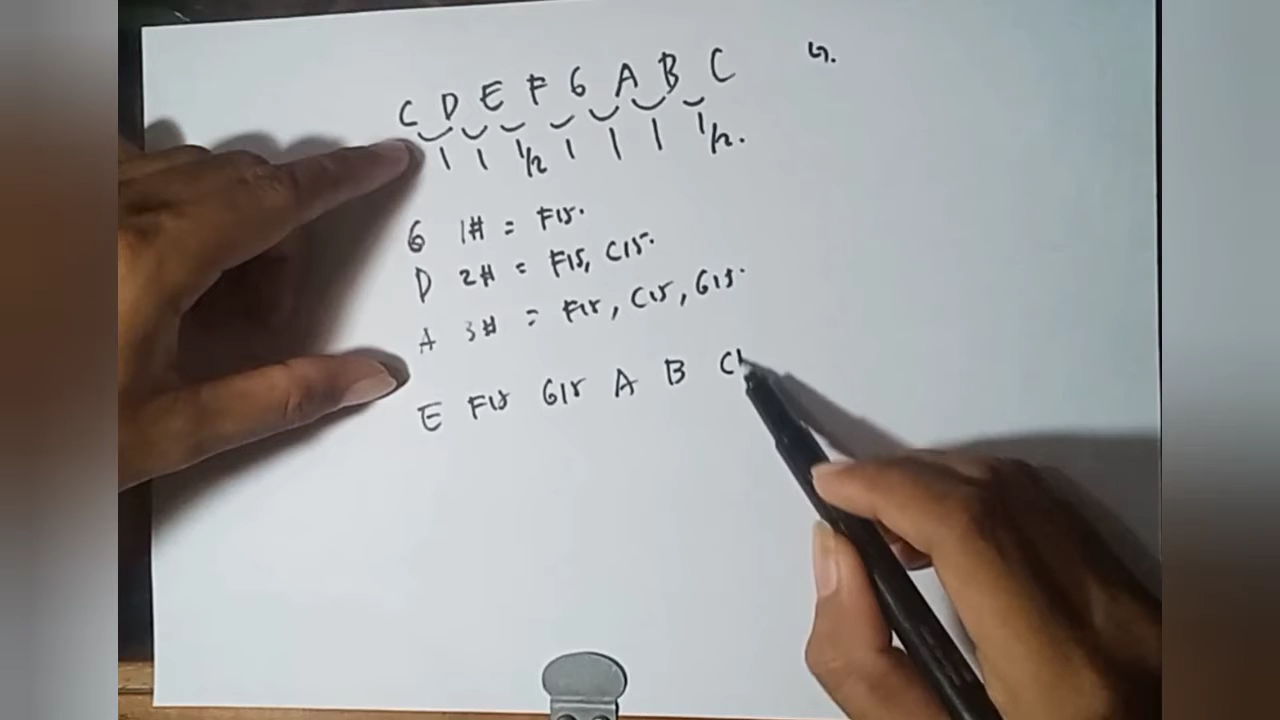 C D E F G A B C
1 1 1/2 1 1 1 1/2.
G 1# = Fis.
D 2# = Fis, Cis.
A 3# = Fis, Cis, Gis.
E Fis Gis A B Ci